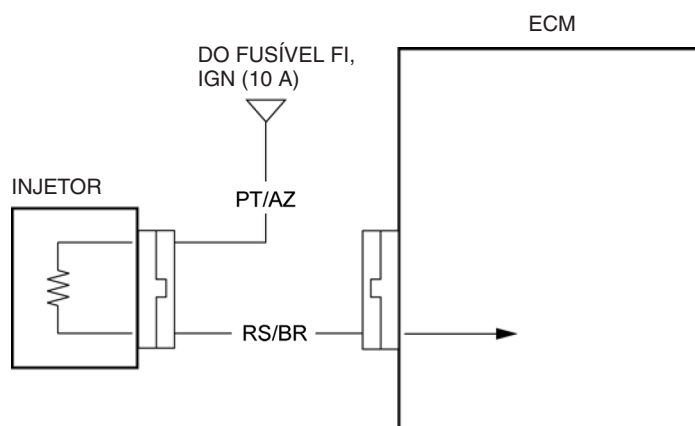 ECM
DO FUSÍVEL FI,
IGN (10 A)
INJETOR
PT/AZ
RS/BR